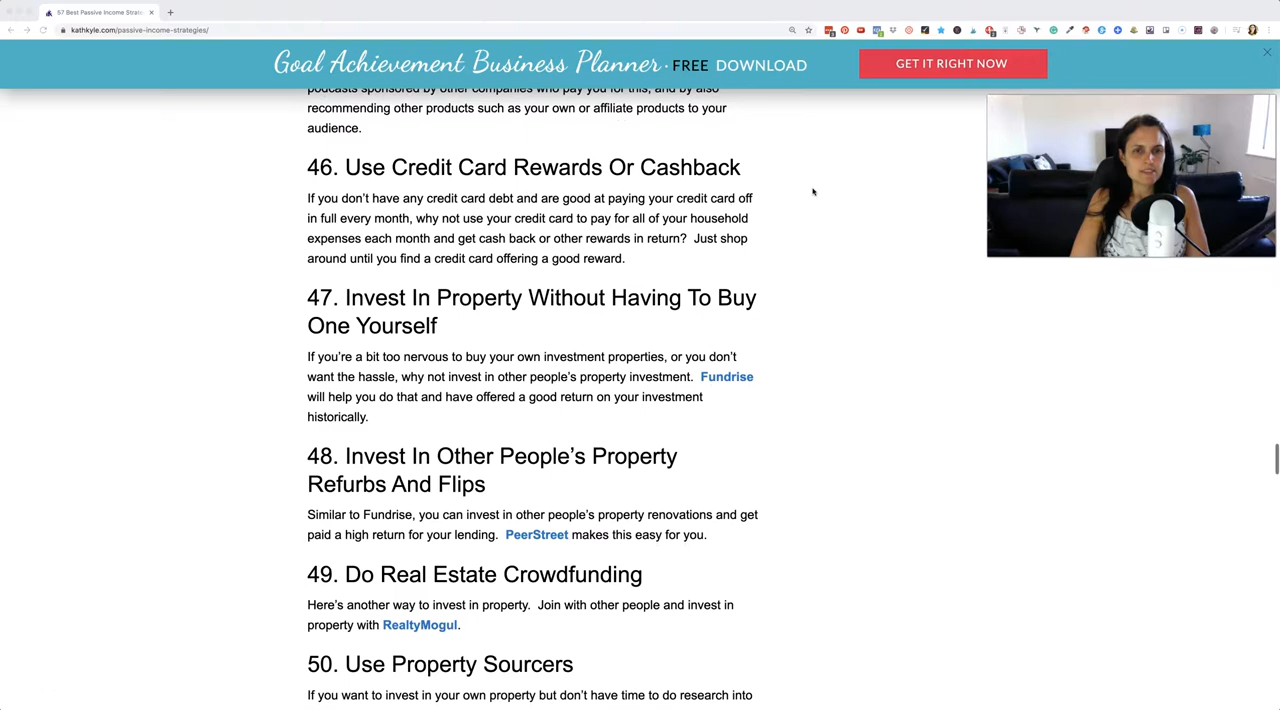 57 Best Passive Income Strate
kathkyle.com/passive-income-strategies/
Goal Achievement Business Planner · FREE DOWNLOAD
GET IT RIGHT NOW
podcasts sponsored by other companies who pay you for this, and by also
recommending other products such as your own or affiliate products to your
audience.
46. Use Credit Card Rewards Or Cashback
If you don’t have any credit card debt and are good at paying your credit card off
in full every month, why not use your credit card to pay for all of your household
expenses each month and get cash back or other rewards in return? Just shop
around until you find a credit card offering a good reward.
47. Invest In Property Without Having To Buy
One Yourself
If you’re a bit too nervous to buy your own investment properties, or you don’t
want the hassle, why not invest in other people’s property investment. Fundrise
will help you do that and have offered a good return on your investment
historically.
48. Invest In Other People’s Property
Refurbs And Flips
Similar to Fundrise, you can invest in other people’s property renovations and get
paid a high return for your lending. PeerStreet makes this easy for you.
49. Do Real Estate Crowdfunding
Here’s another way to invest in property. Join with other people and invest in
property with RealtyMogul.
50. Use Property Sourcers
If you want to invest in your own property but don’t have time to do research into